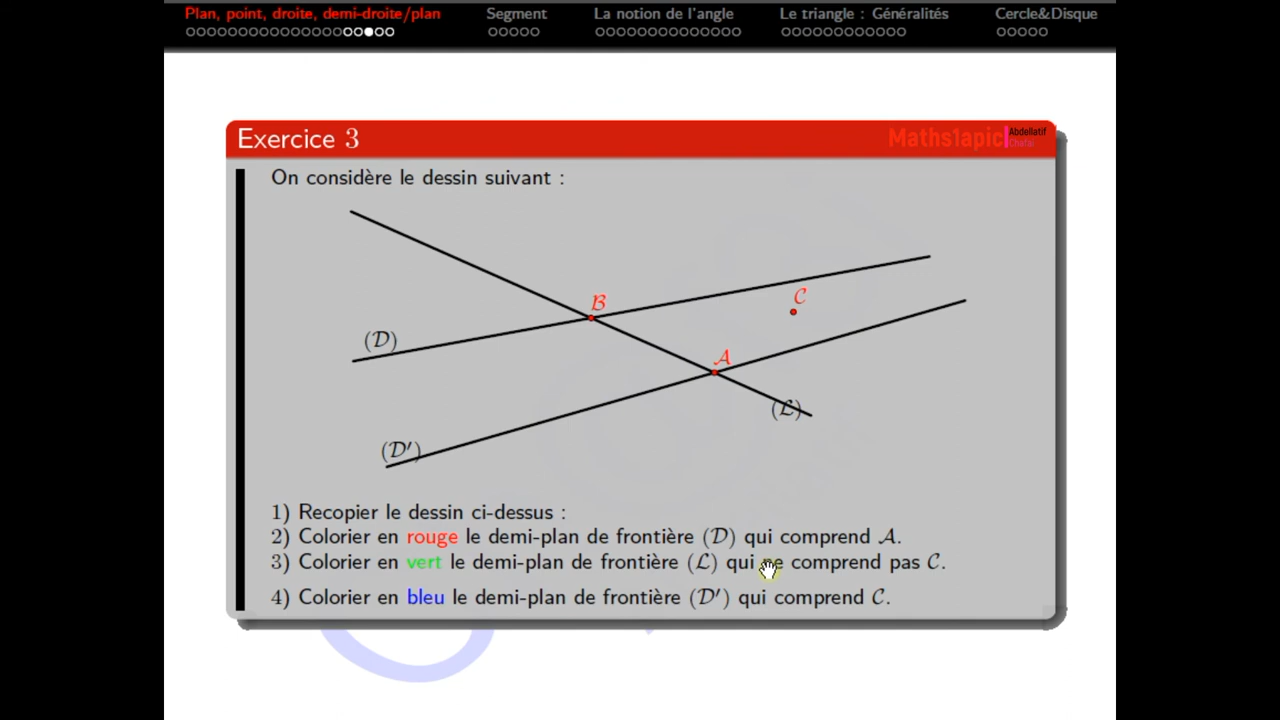 Plan, point, droite, demi-droite/plan Segment La notion de l'angle Le triangle : Généralités Cercle&Disque
Exercice 3
Maths1apic Abdellatif
Chatai
On considère le dessin suivant :
B
C
(D)
A
(L)
(D′)
1) Recopier le dessin ci-dessus :
2) Colorier en rouge le demi-plan de frontière (D) qui comprend A.
3) Colorier en vert le demi-plan de frontière (L) qui ne comprend pas C.
4) Colorier en bleu le demi-plan de frontière (D′) qui comprend C.